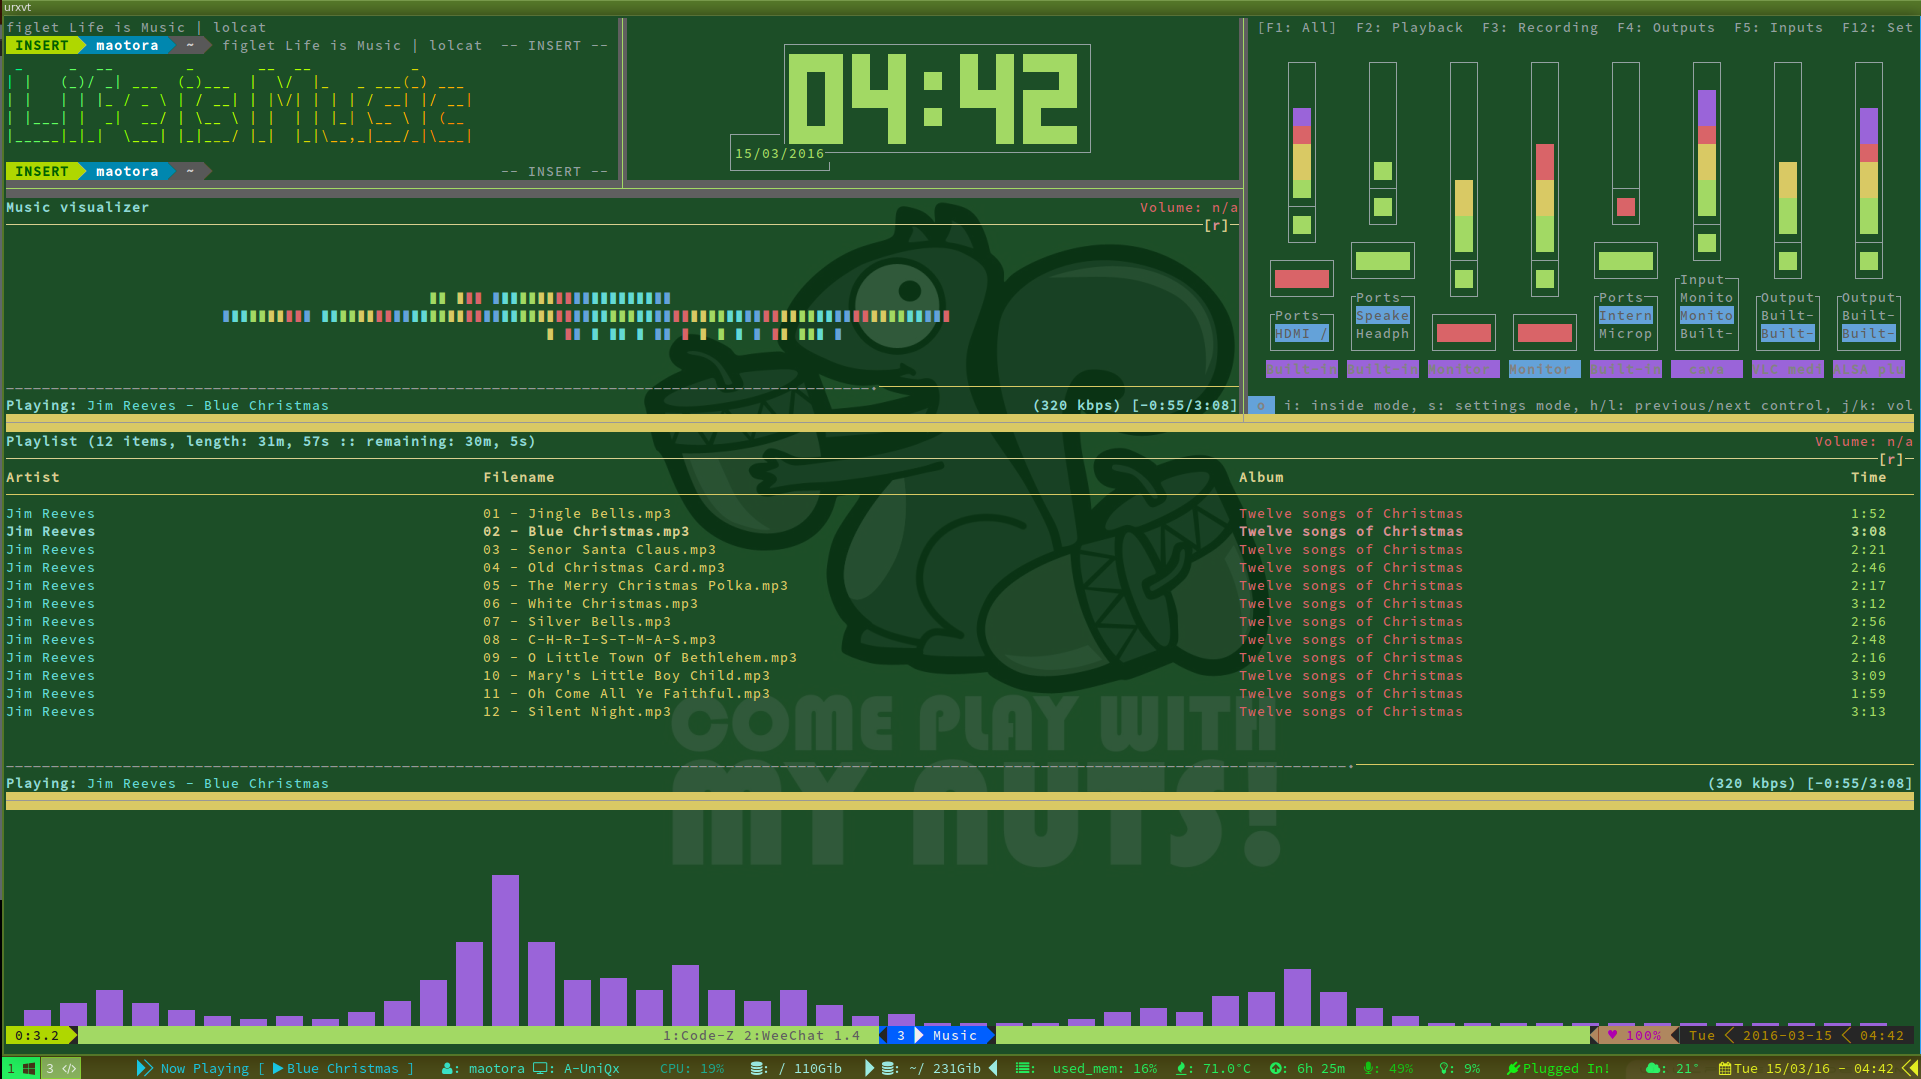 urxvt
figlet Life is Music | lolcat
INSERT maotora ~ figlet Life is Music | lolcat -- INSERT --
Life is Music
INSERT maotora ~ -- INSERT --
04:42
15/03/2016
[F1: All] F2: Playback F3: Recording F4: Outputs F5: Inputs F12: Set
Ports
HDMI /
Ports
Speake
Headph
Ports
Intern
Microp
Input
Monito
Monito
Built-
Output
Built-
Built-
Output
Built-
Built-
Monitor
i: inside mode, s: settings mode, h/l: previous/next control, j/k: vol
Music visualizer Volume: n/a
[r]
Playing: Jim Reeves - Blue Christmas (320 kbps) [-0:55/3:08]
Playlist (12 items, length: 31m, 57s :: remaining: 30m, 5s) Volume: n/a
[r]
Artist Filename Album Time
Jim Reeves 01 - Jingle Bells.mp3 Twelve songs of Christmas 1:52
Jim Reeves 02 - Blue Christmas.mp3 Twelve songs of Christmas 3:08
Jim Reeves 03 - Senor Santa Claus.mp3 Twelve songs of Christmas 2:21
Jim Reeves 04 - Old Christmas Card.mp3 Twelve songs of Christmas 2:46
Jim Reeves 05 - The Merry Christmas Polka.mp3 Twelve songs of Christmas 2:17
Jim Reeves 06 - White Christmas.mp3 Twelve songs of Christmas 3:12
Jim Reeves 07 - Silver Bells.mp3 Twelve songs of Christmas 2:56
Jim Reeves 08 - C-H-R-I-S-T-M-A-S.mp3 Twelve songs of Christmas 2:48
Jim Reeves 09 - O Little Town Of Bethlehem.mp3 Twelve songs of Christmas 2:16
Jim Reeves 10 - Mary's Little Boy Child.mp3 Twelve songs of Christmas 3:09
Jim Reeves 11 - Oh Come All Ye Faithful.mp3 Twelve songs of Christmas 1:59
Jim Reeves 12 - Silent Night.mp3 Twelve songs of Christmas 3:13
COME PLAY WITH
MY NUTS!
Playing: Jim Reeves - Blue Christmas (320 kbps) [-0:55/3:08]
0:3.2 1:Code-Z 2:WeeChat 1.4 3 Music ♥ 100% Tue 2016-03-15 04:42
1 3 </> Now Playing [ ▶Blue Christmas ] : maotora : A-UniQx CPU: 19% : / 110Gib : ~/ 231Gib : used_mem: 16% : 71.0°C : 6h 25m : 49% : 9% Plugged In! : 21° Tue 15/03/16 - 04:42